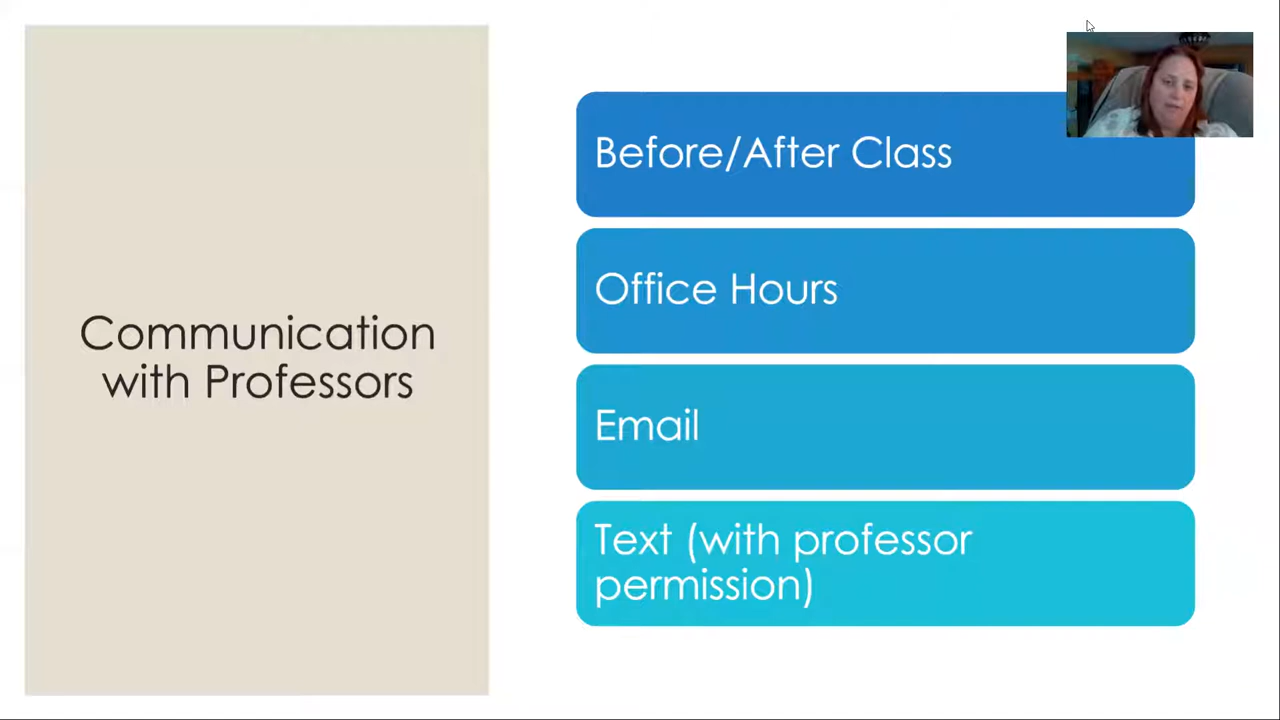 Communication
with Professors
Before/After Class
Office Hours
Email
Text (with professor
permission)